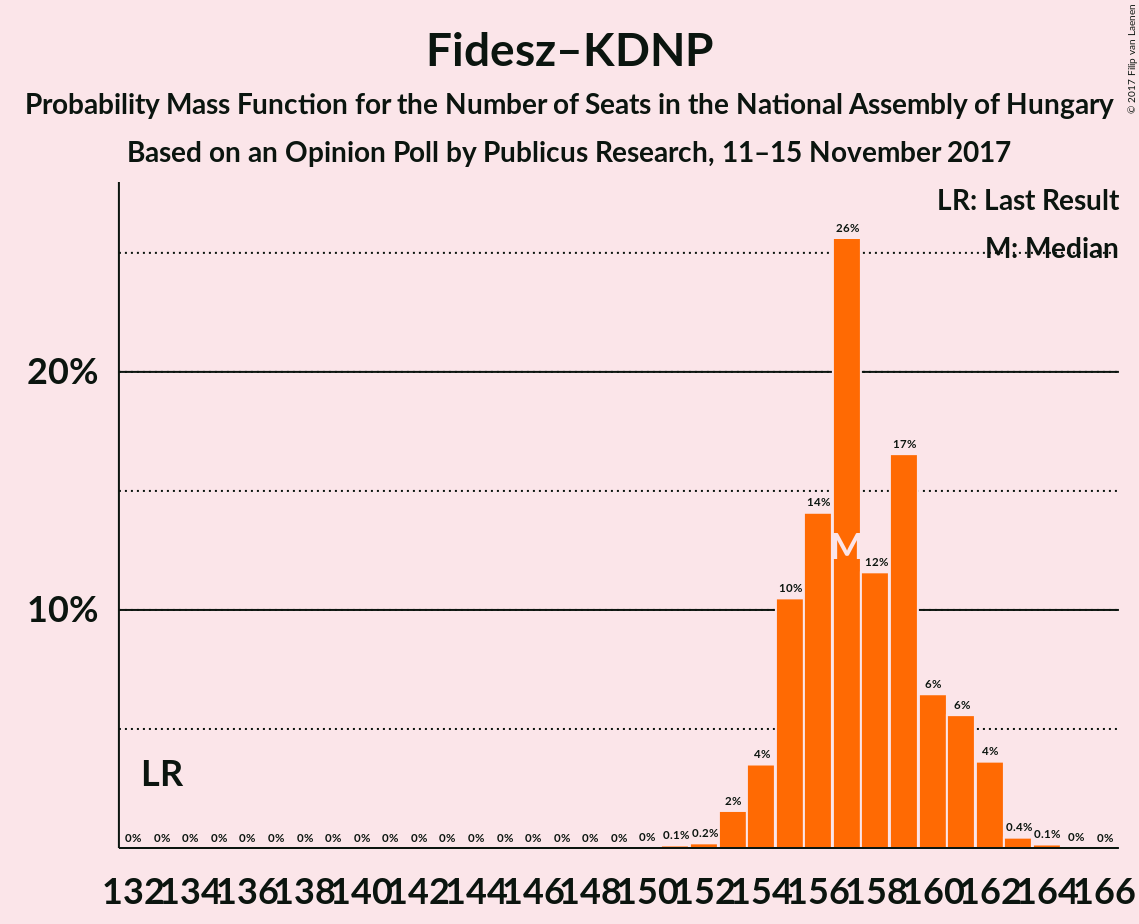 Fidesz–KDNP
Probability Mass Function for the Number of Seats in the National Assembly of Hungary
Based on an Opinion Poll by Publicus Research, 11–15 November 2017
© 2017 Filip van Laenen
LR: Last Result
M: Median
26%
20%
17%
14%
M
12%
10%
10%
6%
6%
4%
4%
LR
2%
0% 0% 0% 0% 0% 0% 0% 0% 0% 0% 0% 0% 0% 0% 0% 0% 0% 0% 0% 0.1% 0.2% 0.4% 0.1% 0% 0%
132 134 136 138 140 142 144 146 148 150 152 154 156 158 160 162 164 166